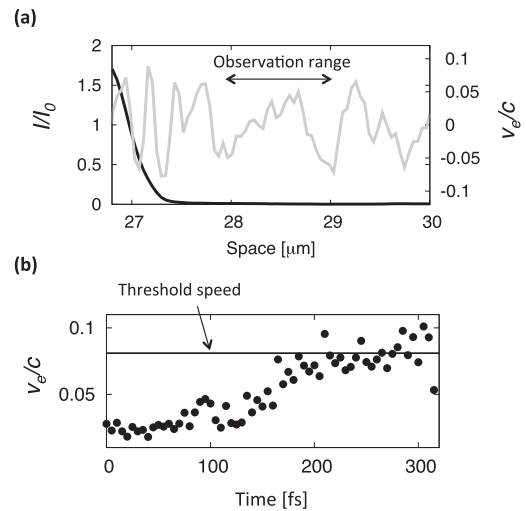 (a)
2
1.5
1
0.5
0
I/I0
Observation range
0.1
0.05
0
-0.05
-0.1
ve/c
27
28
29
30
Space [μm]
(b)
Threshold speed
0.1
0.05
ve/c
0
100
200
300
Time [fs]